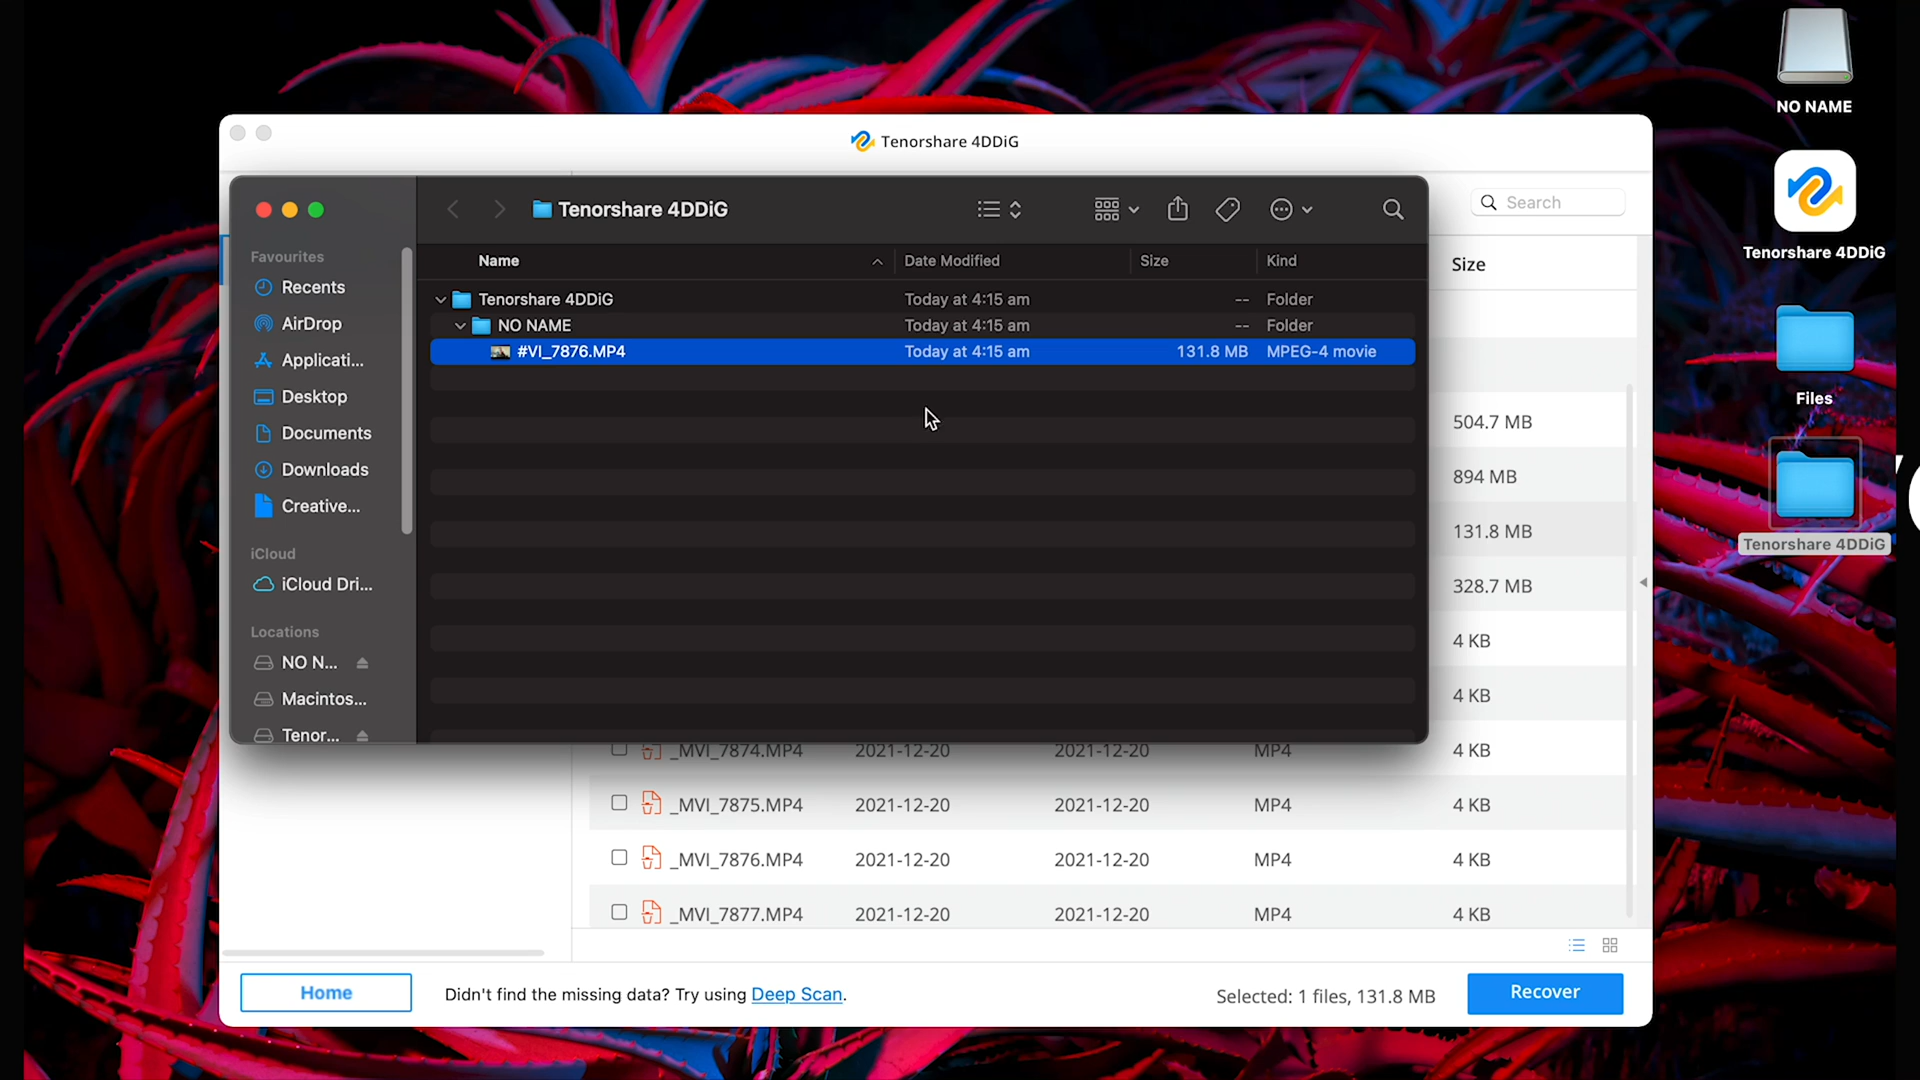 NO NAME
Tenorshare 4DDiG
Tenorshare 4DDiG
Search
Tenorshare 4DDiG
Favourites
Recents
AirDrop
Applicati...
Desktop
Documents
Downloads
Creative...
iCloud
iCloud Dri...
Locations
NO N...
Macintos...
Tenor...
Name Date Modified Size Kind
Tenorshare 4DDiG Today at 4:15 am -- Folder
NO NAME Today at 4:15 am -- Folder
#VI_7876.MP4 Today at 4:15 am 131.8 MB MPEG-4 movie
Size
504.7 MB
894 MB
131.8 MB
328.7 MB
4 KB
4 KB
_MVI_7874.MP4 2021-12-20 2021-12-20 MP4 4 KB
_MVI_7875.MP4 2021-12-20 2021-12-20 MP4 4 KB
_MVI_7876.MP4 2021-12-20 2021-12-20 MP4 4 KB
_MVI_7877.MP4 2021-12-20 2021-12-20 MP4 4 KB
Home
Didn't find the missing data? Try using Deep Scan.
Selected: 1 files, 131.8 MB
Recover
Tenorshare 4DDiG
Files
Tenorshare 4DDiG